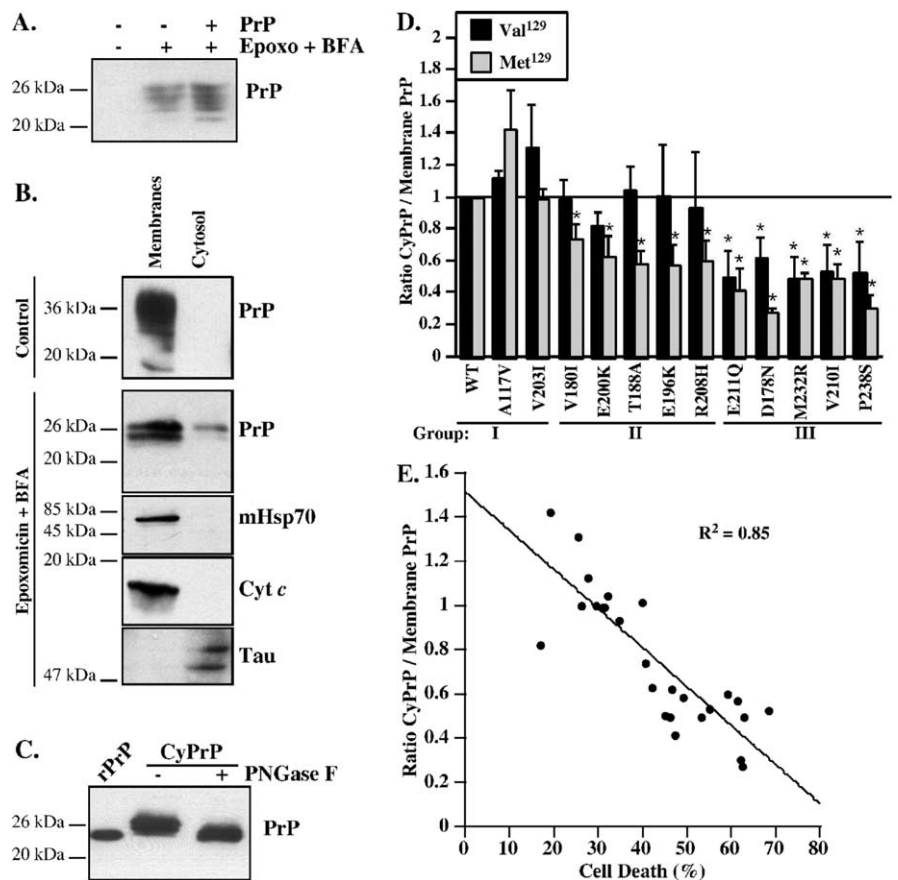 A.
- - + PrP
- + + Epoxo + BFA
26 kDa
20 kDa
PrP
B.
Membranes
Cytosol
Control
36 kDa
20 kDa
PrP
Epoxomicin + BFA
26 kDa
20 kDa
PrP
85 kDa
45 kDa
mHsp70
20 kDa
Cyt c
47 kDa
Tau
C.
rPrP
CyPrP
- + PNGase F
26 kDa
20 kDa
PrP
D.
Val129
Met129
Ratio CyPrP / Membrane PrP
2
1.8
1.6
1.4
1.2
1
0.8
0.6
0.4
0.2
0
* * * * * * * * * * * * * *
WT A117V V203I V180I E200K T188A E196K R208H E211Q D178N M232R V210I P238S
Group: I II III
E.
Ratio CyPrP / Membrane PrP
1.6
1.4
1.2
1
0.8
0.6
0.4
0.2
0
R2 = 0.85
0 10 20 30 40 50 60 70 80
Cell Death (%)